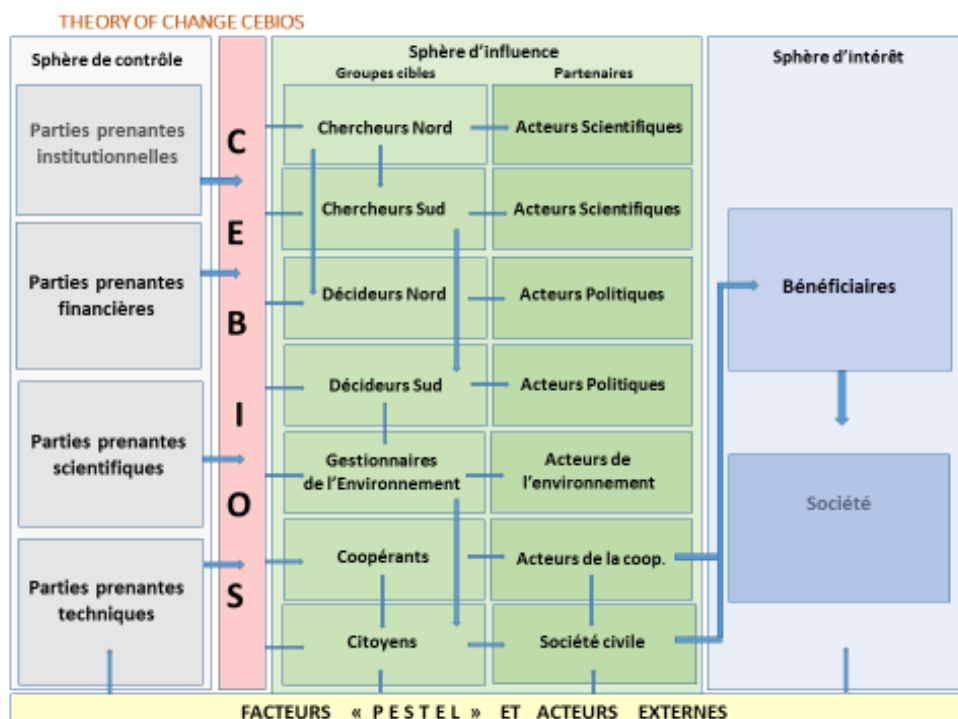 THEORY OF CHANGE CEBIOS
Sphère de contrôle
Parties prenantes
institutionnelles
Parties prenantes
financières
Parties prenantes
scientifiques
Parties prenantes
techniques
C
E
B
I
O
S
Sphère d'influence
Groupes cibles
Partenaires
Chercheurs Nord
Acteurs Scientifiques
Chercheurs Sud
Acteurs Scientifiques
Décideurs Nord
Acteurs Politiques
Décideurs Sud
Acteurs Politiques
Gestionnaires
de l'Environnement
Acteurs de
l'environnement
Coopérants
Acteurs de la coop.
Citoyens
Société civile
Sphère d'intérêt
Bénéficiaires
Société
FACTEURS « PESTEL » ET ACTEURS EXTERNES